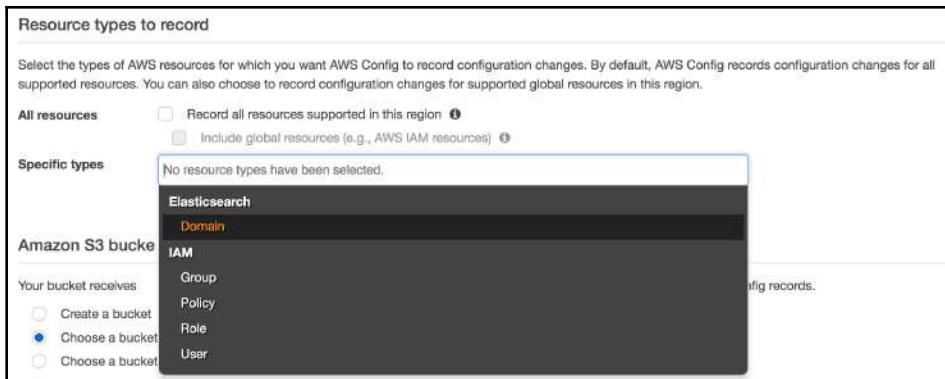 Resource types to record
Select the types of AWS resources for which you want AWS Config to record configuration changes. By default, AWS Config records configuration changes for all
supported resources. You can also choose to record configuration changes for supported global resources in this region.
All resources
Record all resources supported in this region
Include global resources (e.g., AWS IAM resources)
Specific types
No resource types have been selected.
Elasticsearch
Domain
IAM
Group
Policy
Role
User
Amazon S3 bucke
Your bucket receives
nfig records.
Create a bucket
Choose a bucket
Choose a bucket